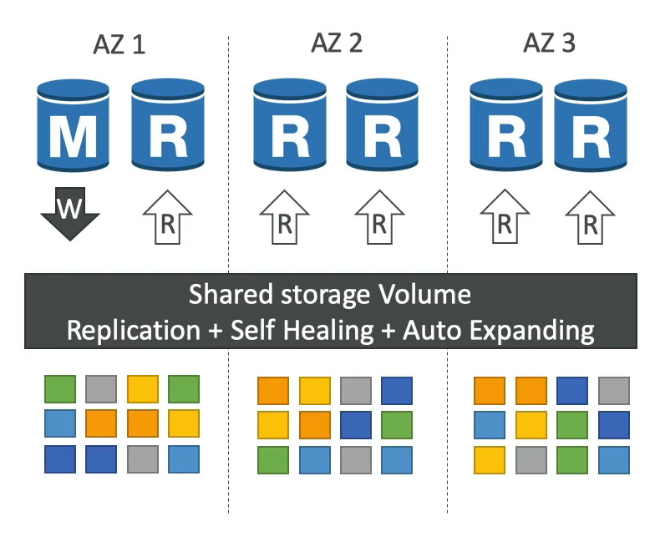 AZ 1 AZ 2 AZ 3
M R R R R R
W R R R R R
Shared storage Volume
Replication + Self Healing + Auto Expanding